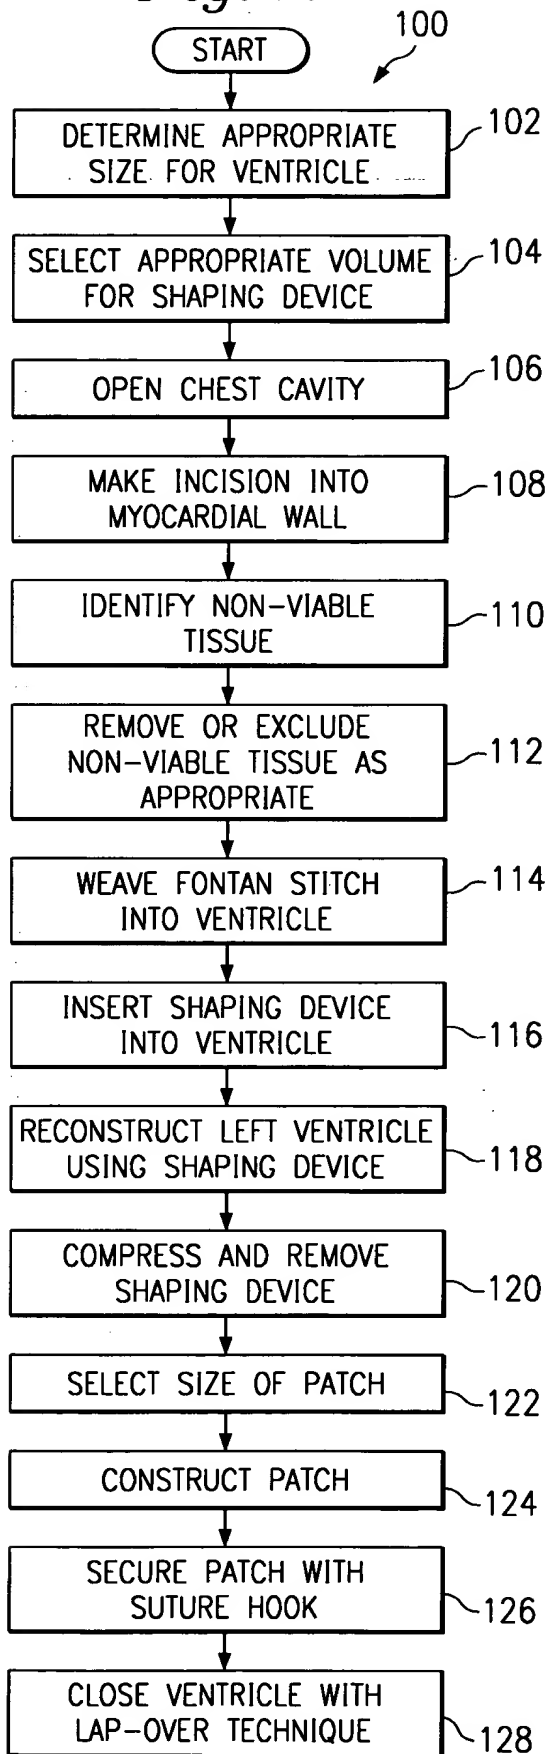 START
100
DETERMINE APPROPRIATE
SIZE FOR VENTRICLE
102
SELECT APPROPRIATE VOLUME
FOR SHAPING DEVICE
104
OPEN CHEST CAVITY
106
MAKE INCISION INTO
MYOCARDIAL WALL
108
IDENTIFY NON-VIABLE
TISSUE
110
REMOVE OR EXCLUDE
NON-VIABLE TISSUE AS
APPROPRIATE
112
WEAVE FONTAN STITCH
INTO VENTRICLE
114
INSERT SHAPING DEVICE
INTO VENTRICLE
116
RECONSTRUCT LEFT VENTRICLE
USING SHAPING DEVICE
118
COMPRESS AND REMOVE
SHAPING DEVICE
120
SELECT SIZE OF PATCH
122
CONSTRUCT PATCH
124
SECURE PATCH WITH
SUTURE HOOK
126
CLOSE VENTRICLE WITH
LAP-OVER TECHNIQUE
128